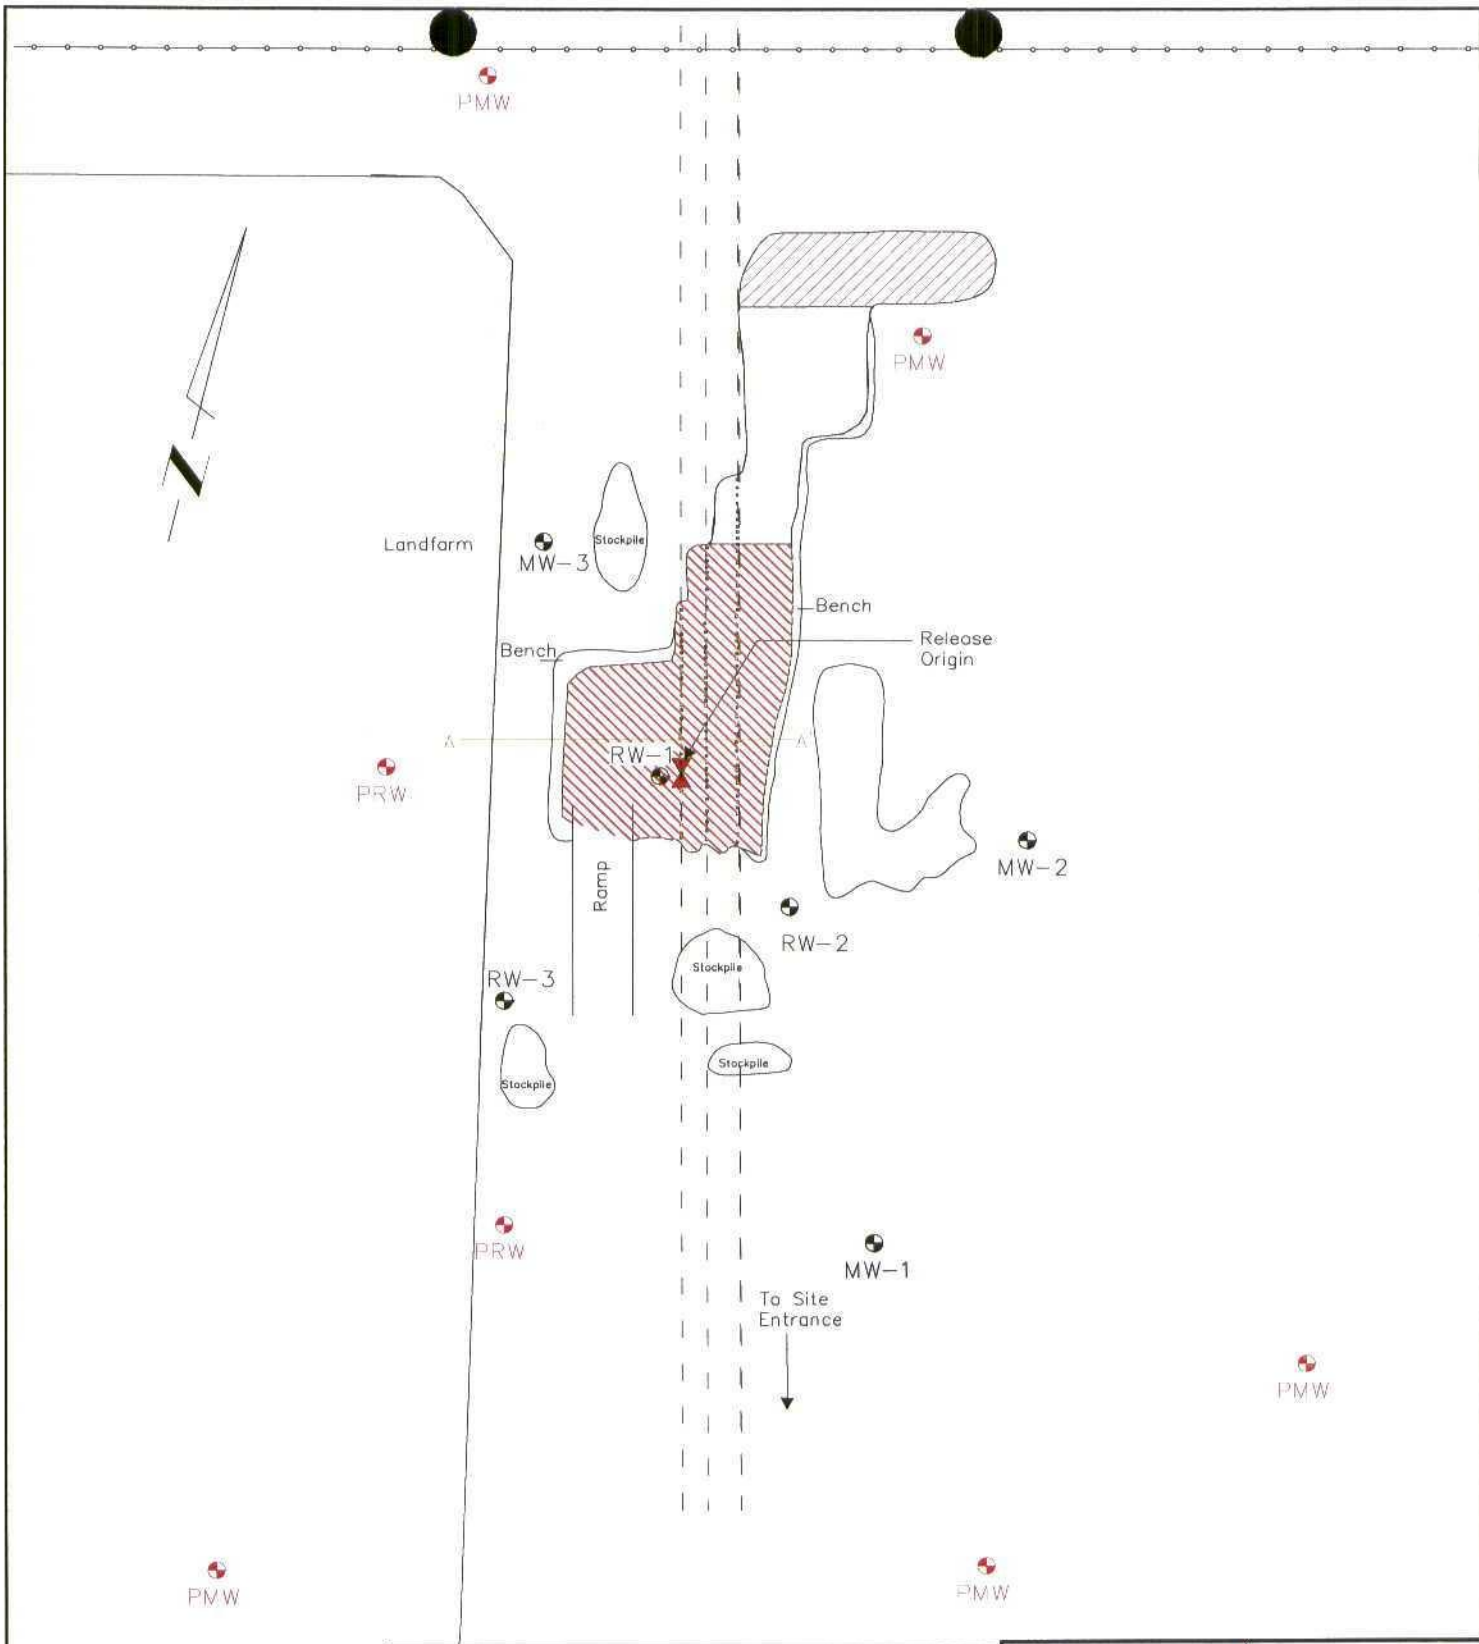 PMW
PMW
N
Landfarm
MW-3
Stockpile
Bench
Bench
Release
Origin
A
A'
RW-1
PRW
MW-2
Ramp
RW-2
Stockpile
RW-3
Stockpile
Stockpile
PRW
MW-1
To Site
Entrance
PMW
PMW
PMW